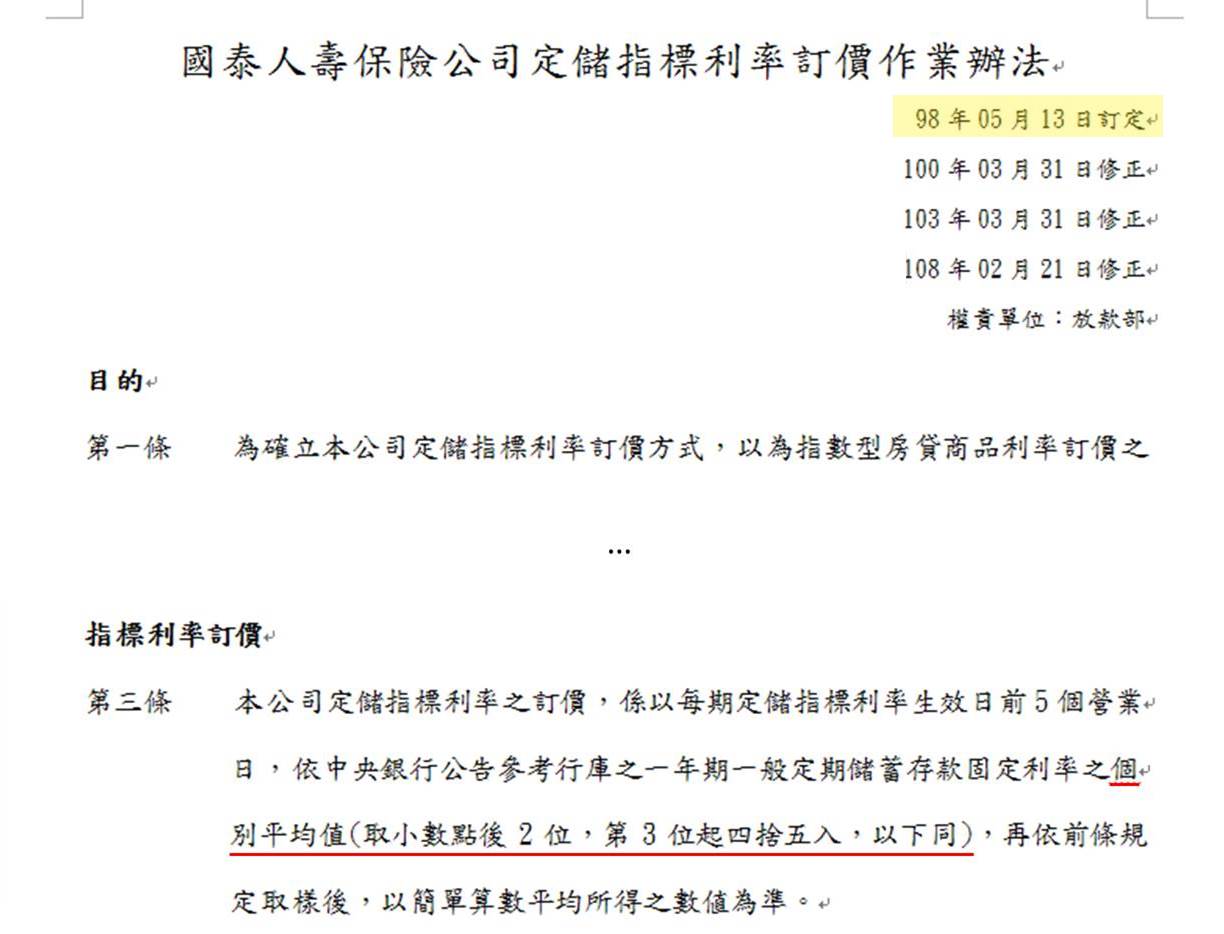 國泰人壽保險公司定儲指標利率訂價作業辦法
98 年 05 月 13 日訂定
100 年 03 月 31 日修正
103 年 03 月 31 日修正
108 年 02 月 21 日修正
權責單位：放款部
目的
第一條 為確立本公司定儲指標利率訂價方式，以為指數型房貸商品利率訂價之
...
指標利率訂價
第三條 本公司定儲指標利率之訂價，係以每期定儲指標利率生效日前 5 個營業
日，依中央銀行公告參考行庫之一年期一般定期儲蓄存款固定利率之個
別平均值(取小數點後 2 位，第 3 位起四捨五入，以下同)，再依前條規
定取樣後，以簡單算數平均所得之數值為準。